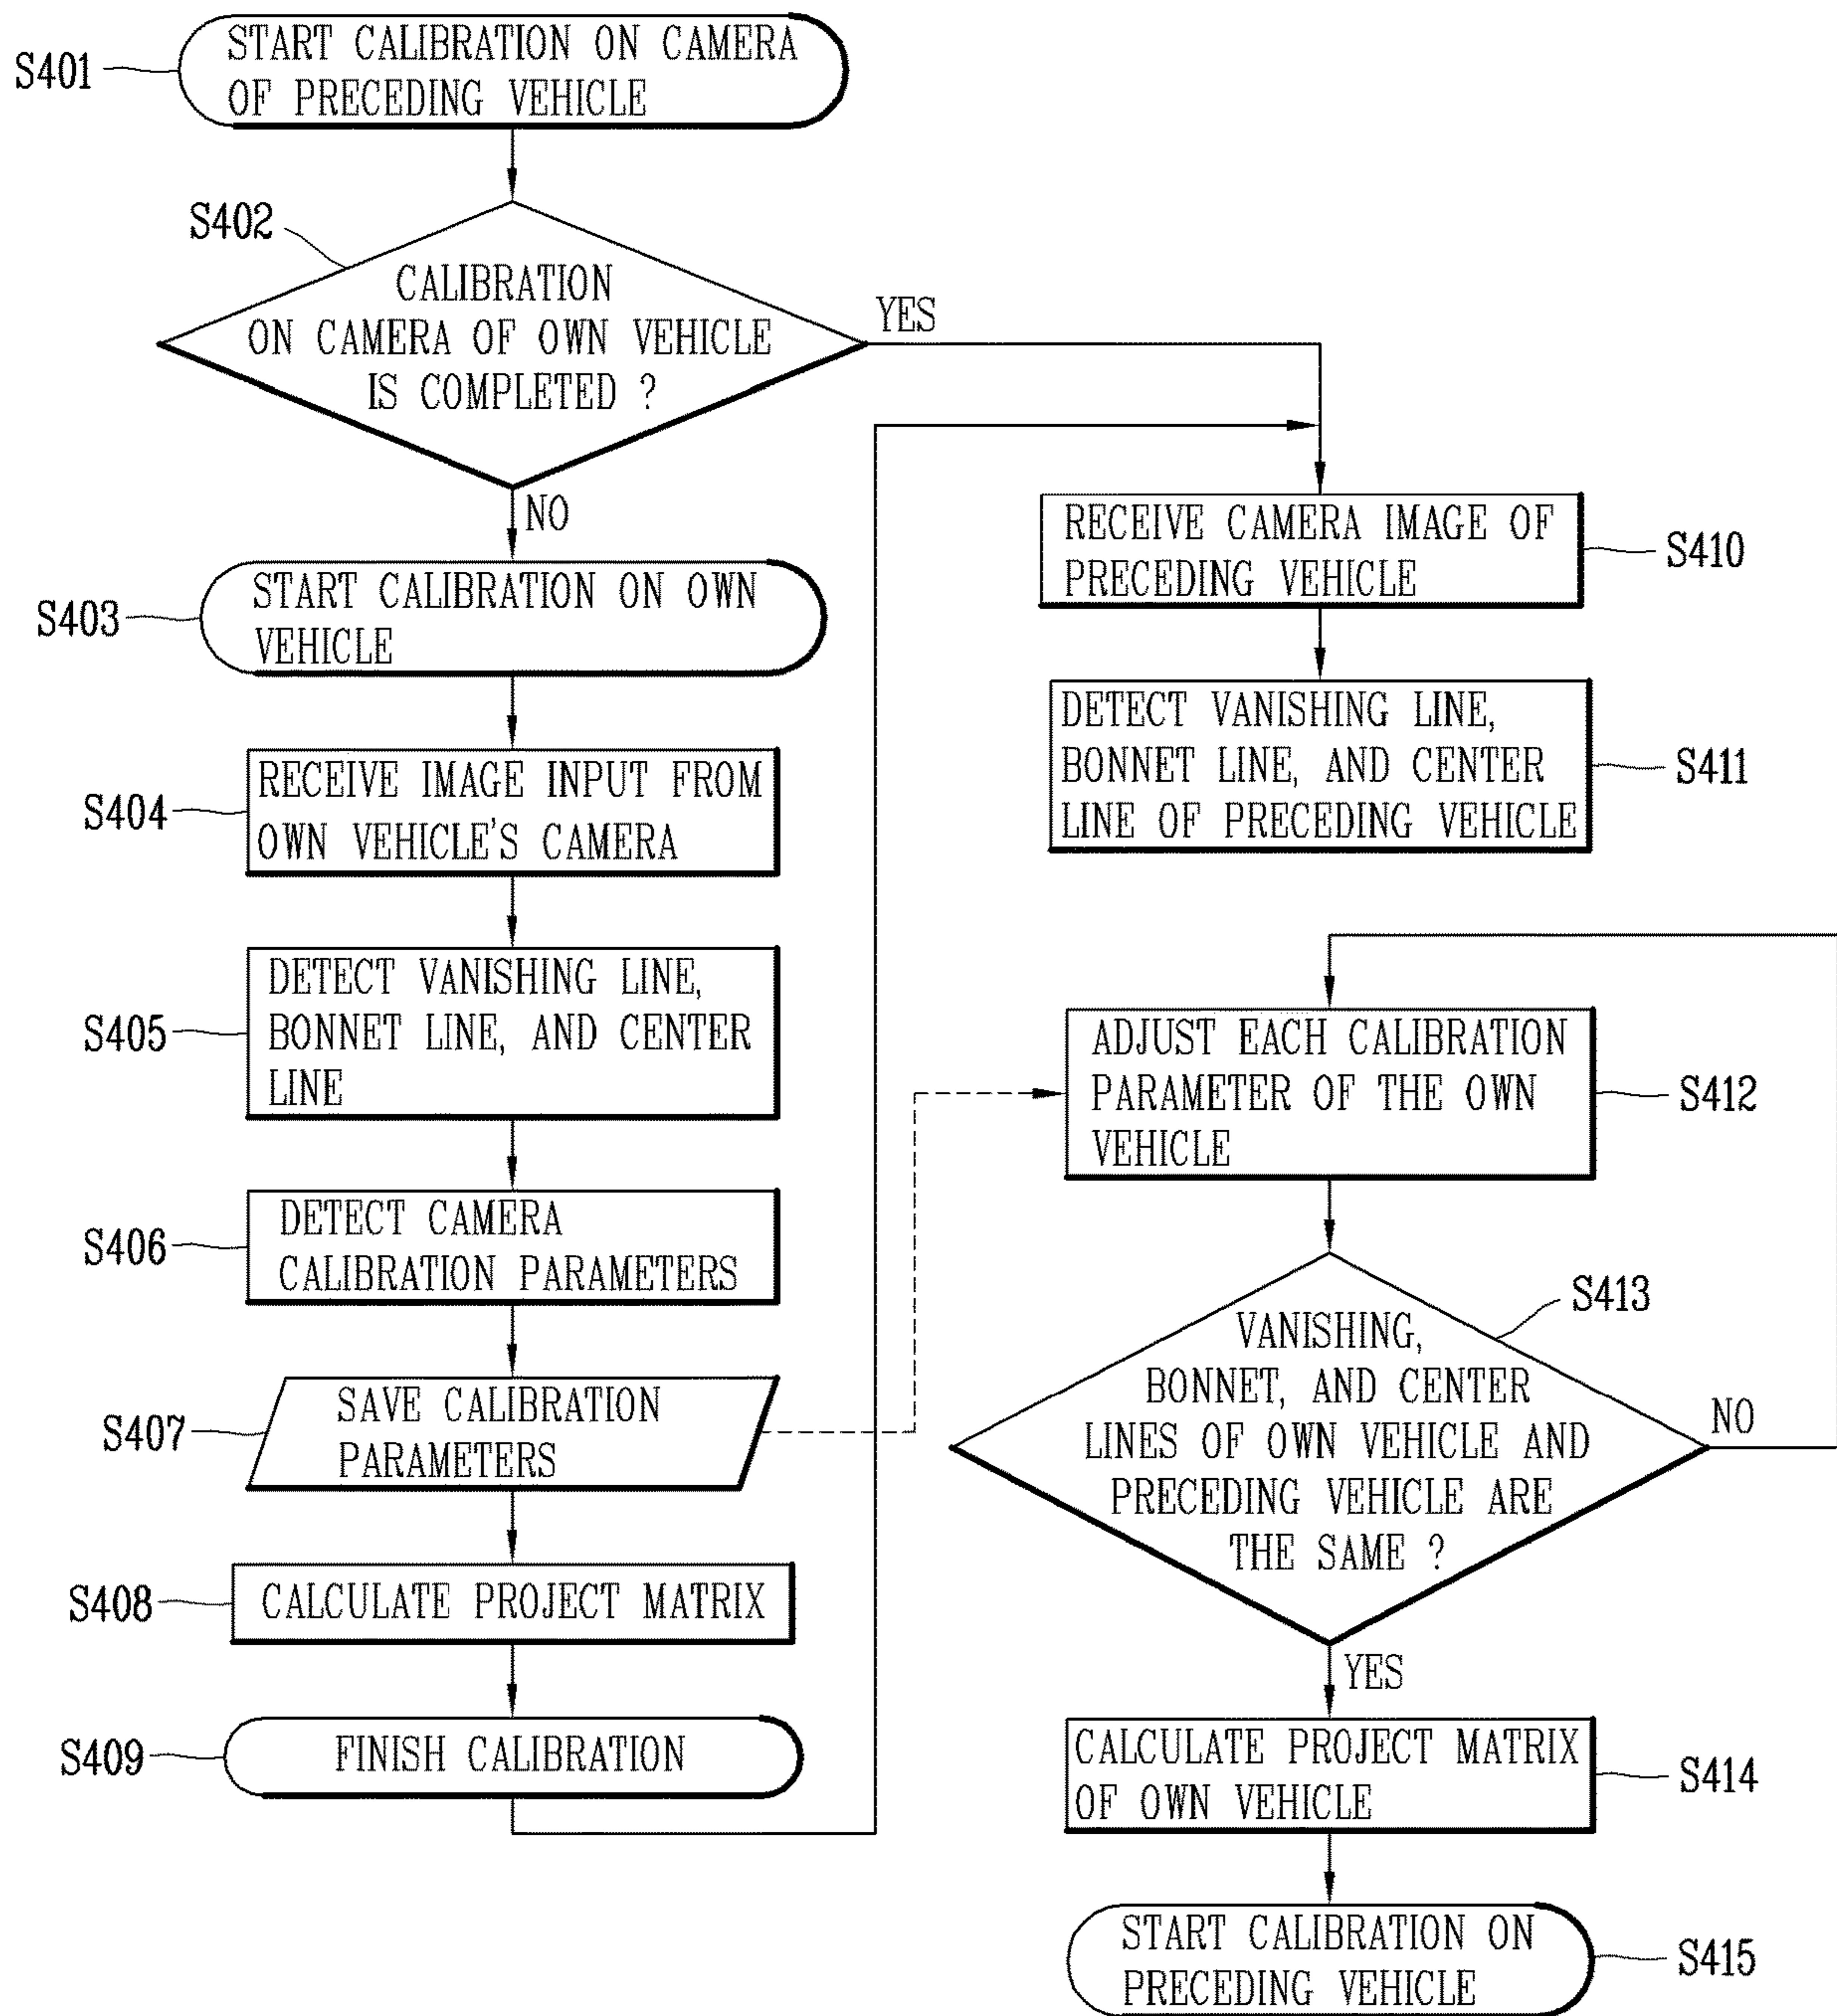 S401
START CALIBRATION ON CAMERA
OF PRECEDING VEHICLE
S402
CALIBRATION
ON CAMERA OF OWN VEHICLE
IS COMPLETED ?
YES
NO
S403
START CALIBRATION ON OWN
VEHICLE
S404
RECEIVE IMAGE INPUT FROM
OWN VEHICLE'S CAMERA
S405
DETECT VANISHING LINE,
BONNET LINE, AND CENTER
LINE
S406
DETECT CAMERA
CALIBRATION PARAMETERS
S407
SAVE CALIBRATION
PARAMETERS
S408
CALCULATE PROJECT MATRIX
S409
FINISH CALIBRATION
RECEIVE CAMERA IMAGE OF
PRECEDING VEHICLE
S410
DETECT VANISHING LINE,
BONNET LINE, AND CENTER
LINE OF PRECEDING VEHICLE
S411
ADJUST EACH CALIBRATION
PARAMETER OF THE OWN
VEHICLE
S412
S413
VANISHING,
BONNET, AND CENTER
LINES OF OWN VEHICLE AND
PRECEDING VEHICLE ARE
THE SAME ?
NO
YES
CALCULATE PROJECT MATRIX
OF OWN VEHICLE
S414
START CALIBRATION ON
PRECEDING VEHICLE
S415